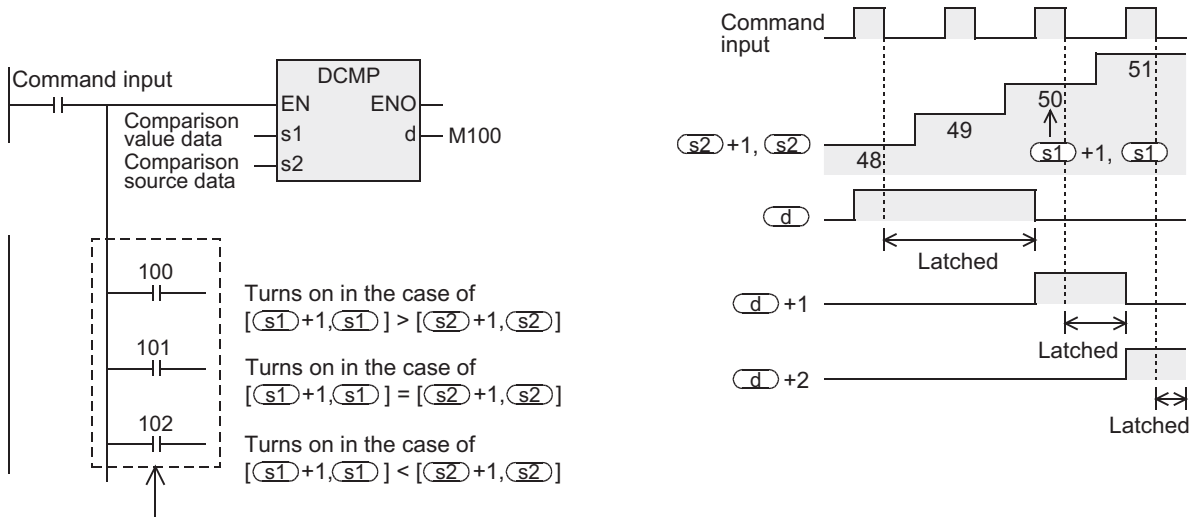 Command input
DCMP
EN ENO
Comparison
value data
s1 d M100
Comparison
source data
s2
100
Turns on in the case of
[s1+1,s1] > [s2+1,s2]
101
Turns on in the case of
[s1+1,s1] = [s2+1,s2]
102
Turns on in the case of
[s1+1,s1] < [s2+1,s2]
Command
input
51
50
49
48
s2+1, s2
s1+1, s1
d
Latched
d+1
Latched
d+2
Latched